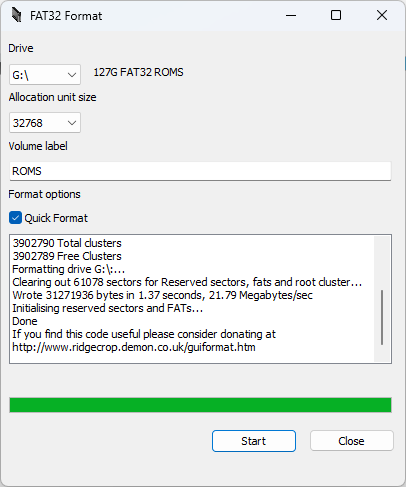 FAT32 Format
Drive
G:\
127G FAT32 ROMS
Allocation unit size
32768
Volume label
ROMS
Format options
Quick Format
3902790 Total clusters
3902789 Free Clusters
Formatting drive G:\:...
Clearing out 61078 sectors for Reserved sectors, fats and root cluster...
Wrote 31271936 bytes in 1.37 seconds, 21.79 Megabytes/sec
Initialising reserved sectors and FATs...
Done
If you find this code useful please consider donating at
http://www.ridgecrop.demon.co.uk/guiformat.htm
Start
Close